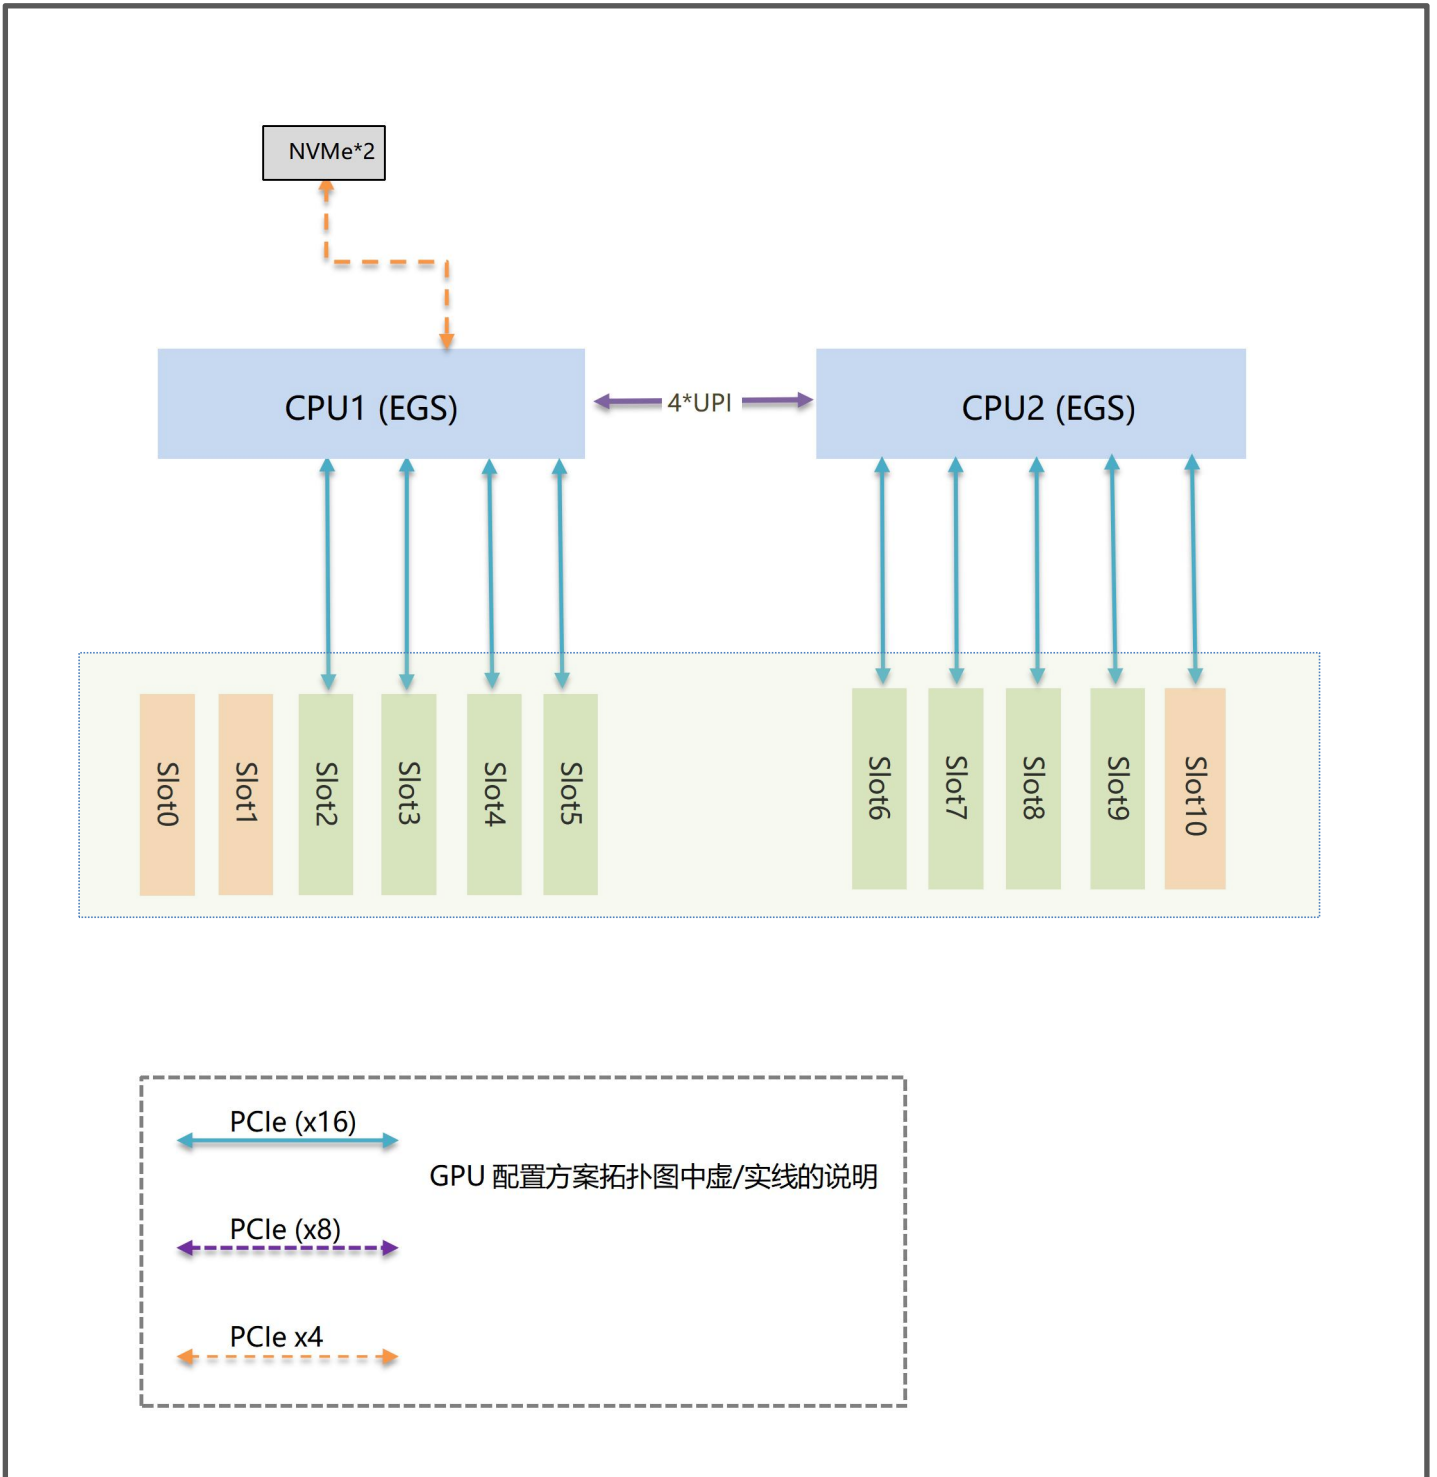 NVMe*2
CPU1 (EGS)
4*UPI
CPU2 (EGS)
Slot0
Slot1
Slot2
Slot3
Slot4
Slot5
Slot6
Slot7
Slot8
Slot9
Slot10
PCIe (x16)
GPU 配置方案拓扑图中虚/实线的说明
PCIe (x8)
PCIe x4